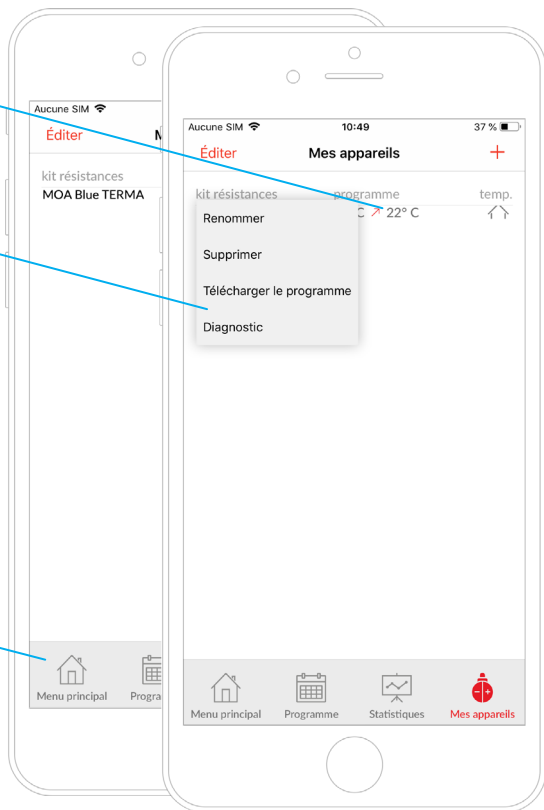 Aucune SIM
Éditer
kit résistances
MOA Blue TERMA
Menu principal
Aucune SIM 10:49 37 %
Éditer Mes appareils +
kit résistances programme temp.
C ↗ 22° C
Renommer
Supprimer
Télécharger le programme
Diagnostic
Menu principal Programme Statistiques Mes appareils